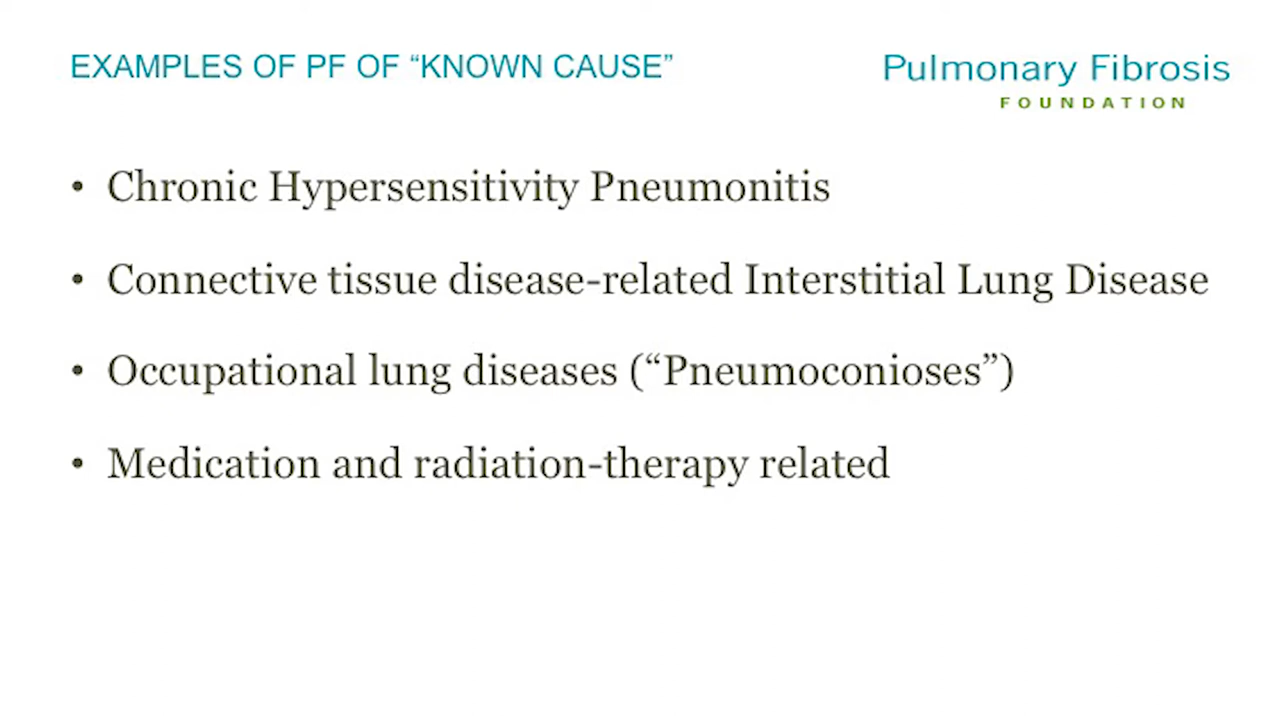 EXAMPLES OF PF OF “KNOWN CAUSE”
Pulmonary Fibrosis
FOUNDATION
• Chronic Hypersensitivity Pneumonitis
• Connective tissue disease-related Interstitial Lung Disease
• Occupational lung diseases (“Pneumoconioses”)
• Medication and radiation-therapy related